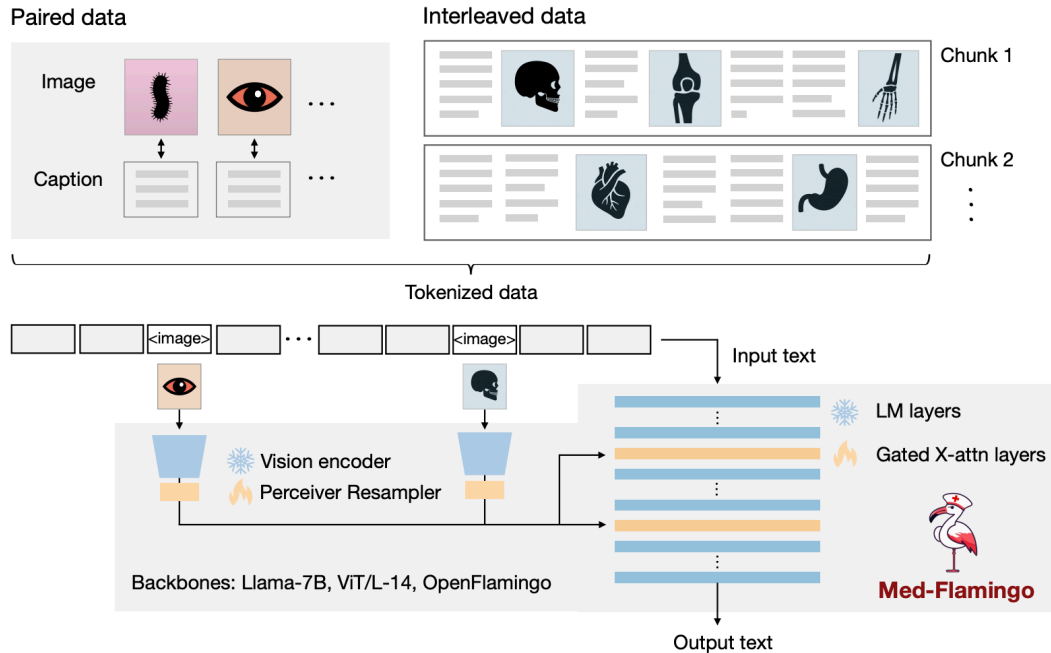 Paired data
Interleaved data
Image
Caption
Chunk 1
Chunk 2
Tokenized data
<image>
<image>
Input text
Vision encoder
Perceiver Resampler
LM layers
Gated X-attn layers
Backbones: Llama-7B, ViT/L-14, OpenFlamingo
Med-Flamingo
Output text